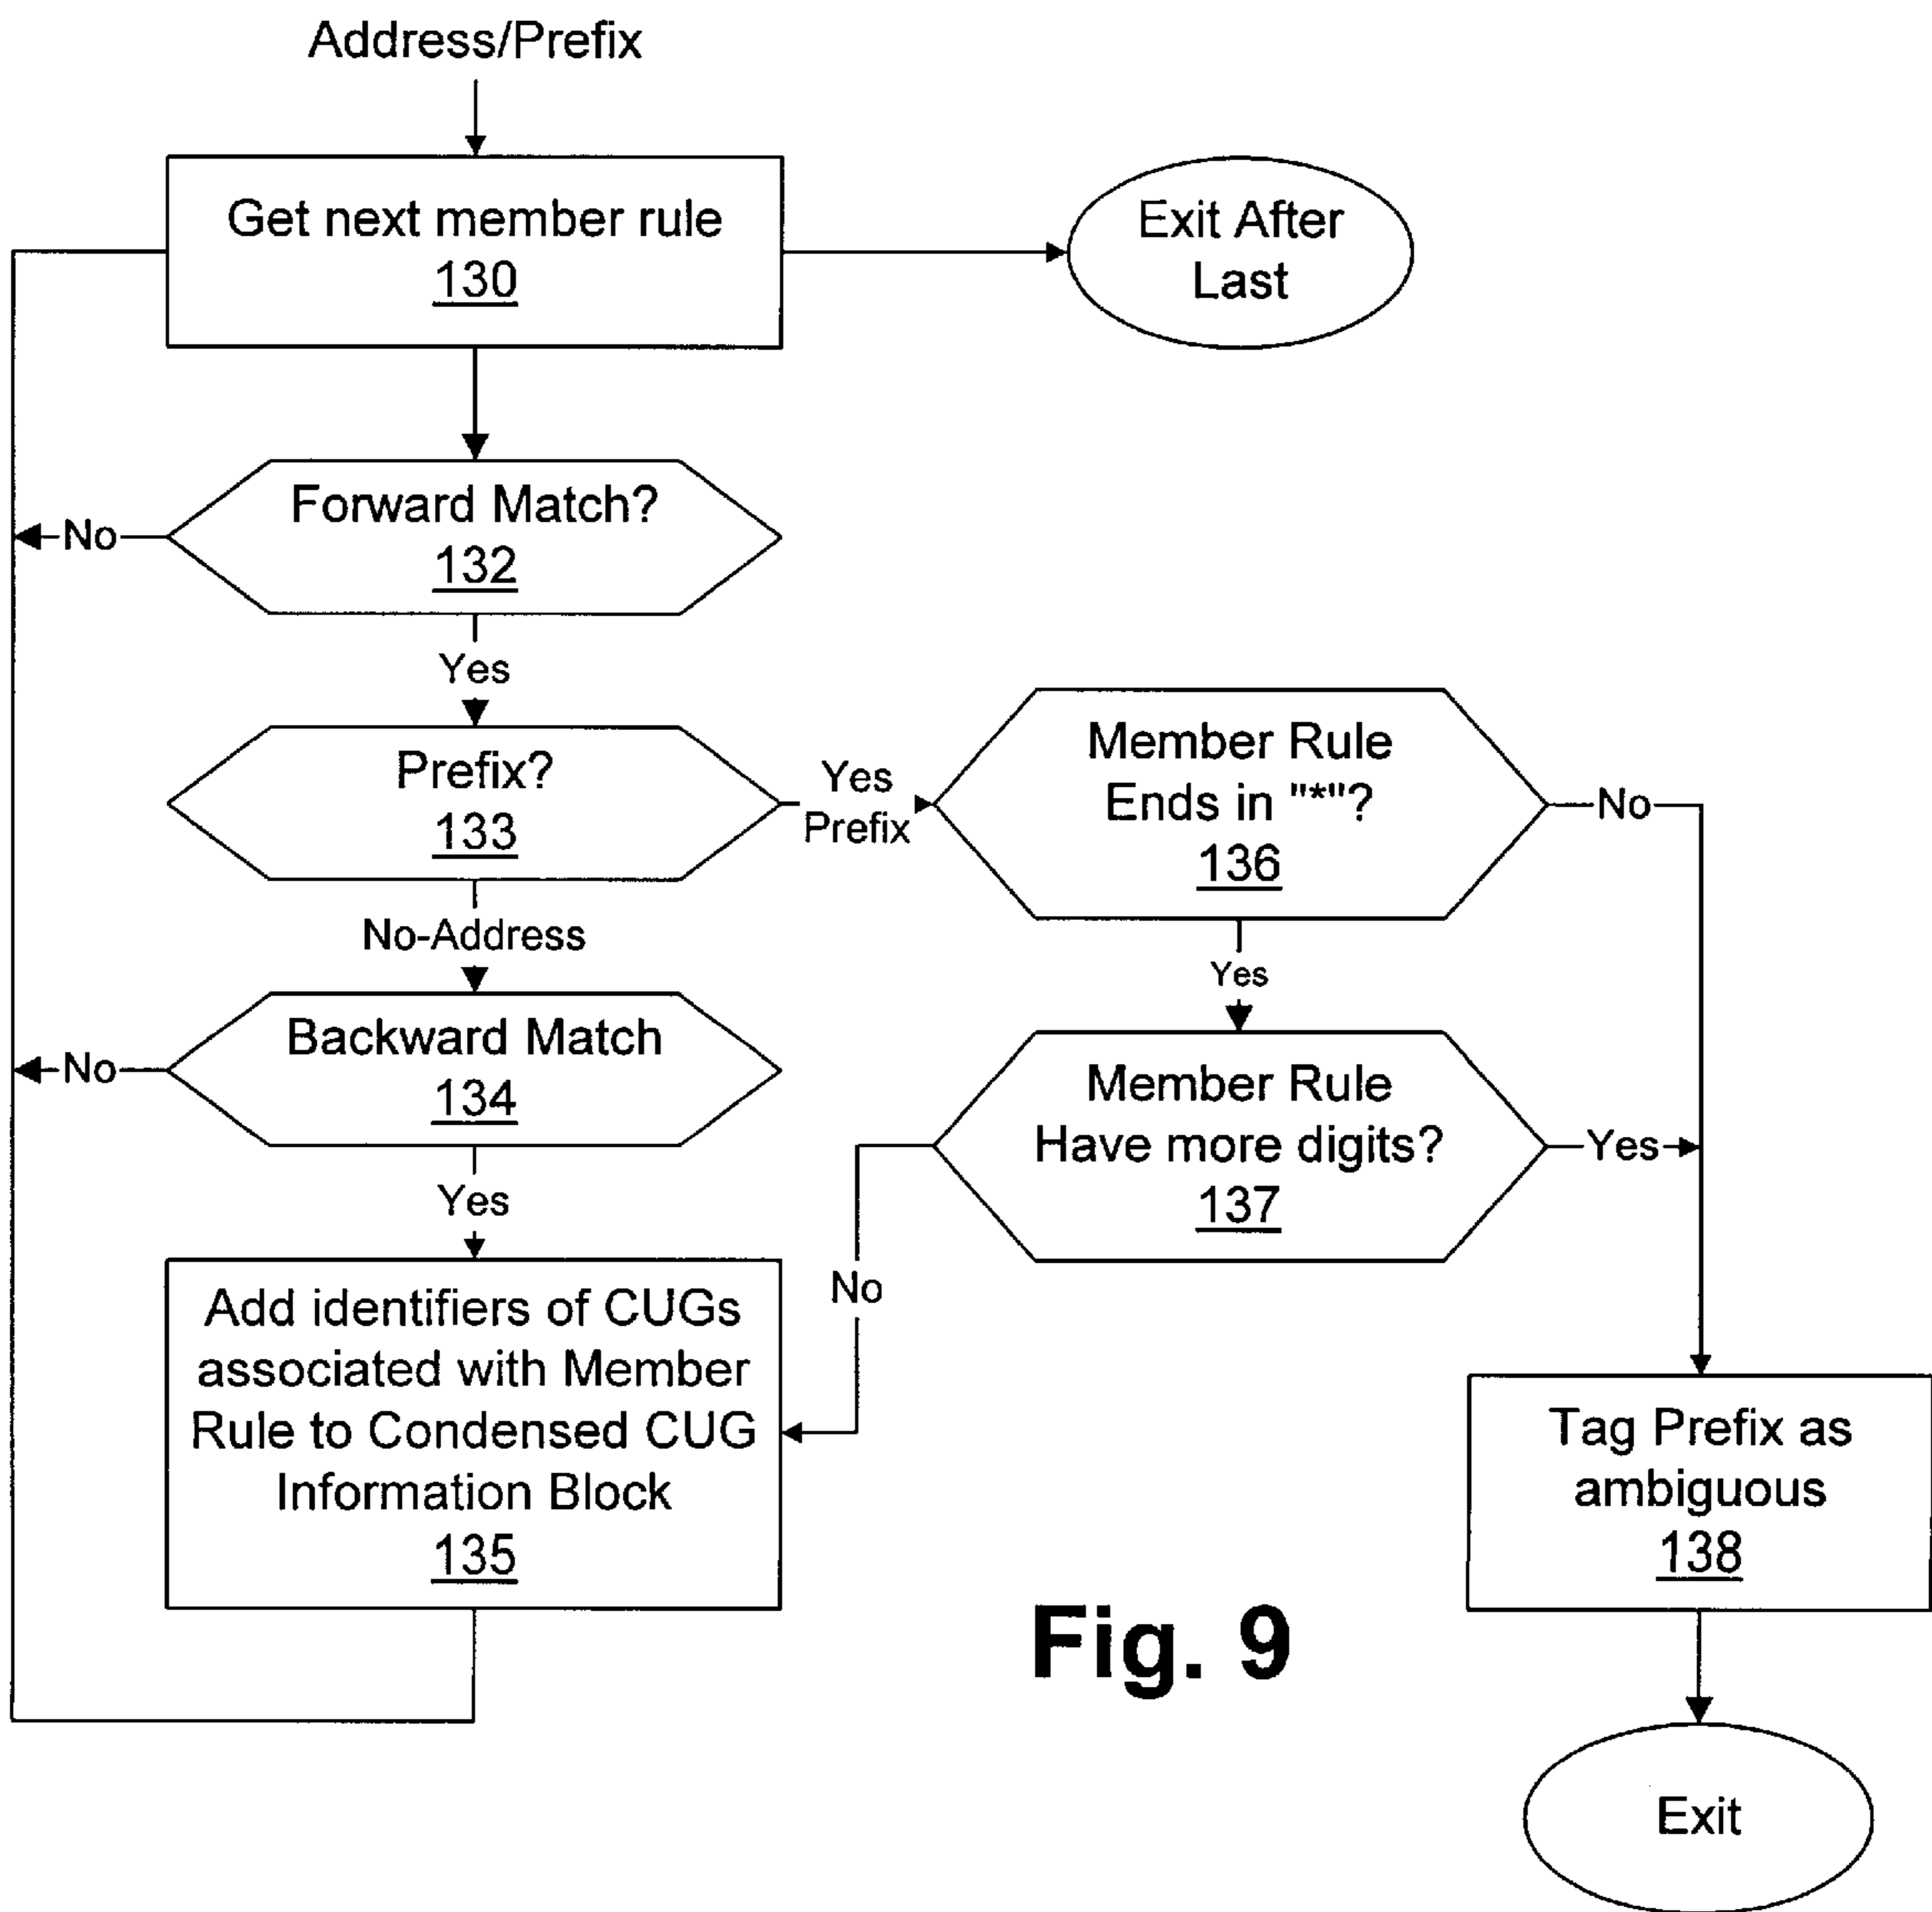 Address/Prefix
Get next member rule
130
Exit After
Last
Forward Match?
132
No
Yes
Prefix?
133
Yes
Prefix
Member Rule
Ends in "*"?
136
No
No-Address
Yes
Backward Match
134
No
Member Rule
Have more digits?
137
Yes
Yes
No
Add identifiers of CUGs
associated with Member
Rule to Condensed CUG
Information Block
135
Tag Prefix as
ambiguous
138
Fig. 9
Exit